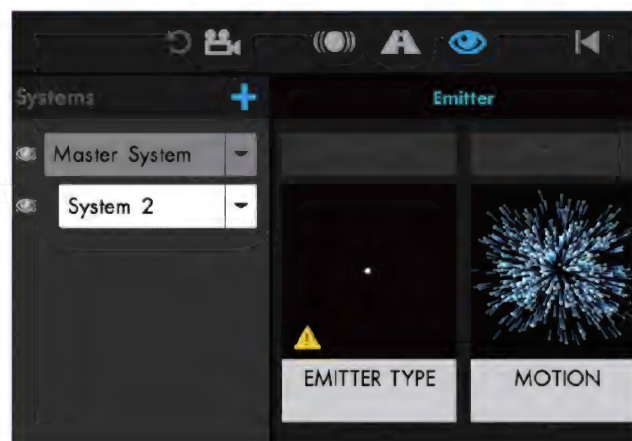 Systems
Emitter
Master System
System 2
EMITTER TYPE
MOTION